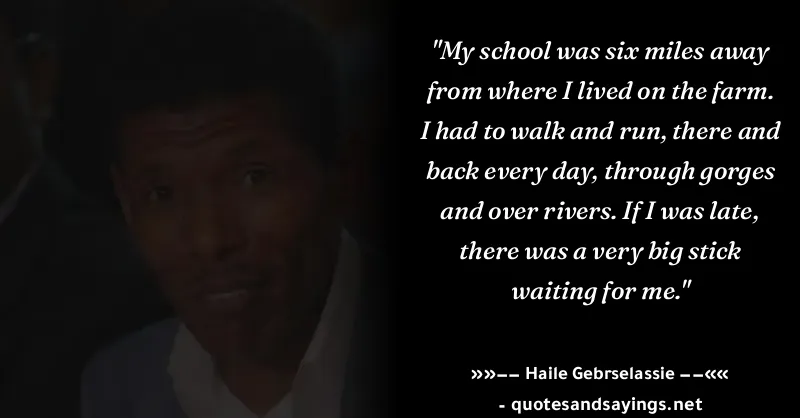 "My school was six miles away
from where I lived on the farm.
I had to walk and run, there and
back every day, through gorges
and over rivers. If I was late,
there was a very big stick
waiting for me."
»»−− Haile Gebrselassie −−««
- quotesandsayings.net